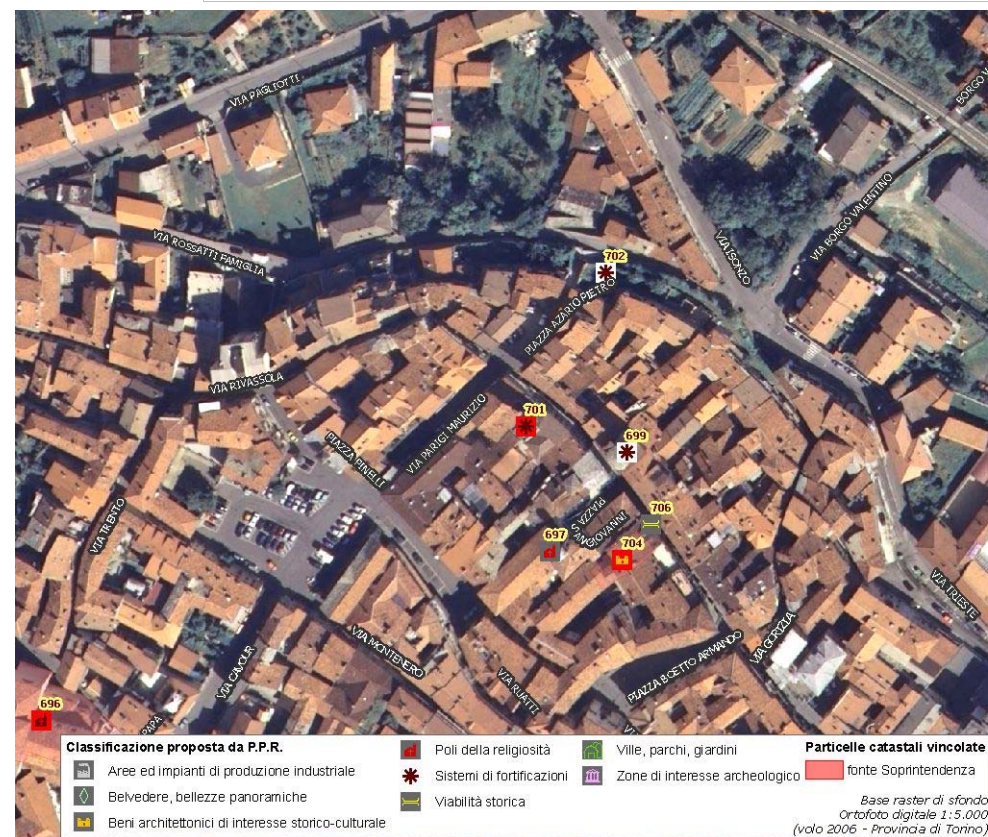 VIA PAGLIOTTI
BORGO V
VIA BORGO VALENTINO
VIA ROSSATTI FAMIGLIA
VIA ISONZO
702
PIAZZA AZARIO PIETRO
VIA RIVASSOLA
701
VIA PARIGI MAURIZIO
699
PIAZZA PINELLI
PIAZZA S
AN GIOVANNI
706
697
704
VIA TRENTO
VIA TRIESTE
VIA GORIZIA
VIA MONTENERO
PIAZZA BOETTO ARMANDO
VIA CAVOUR
VIA RUATTI
696
PAPA
VI
Classificazione proposta da P.P.R.
Aree ed impianti di produzione industriale
Belvedere, bellezze panoramiche
Beni architettonici di interesse storico-culturale
Poli della religiosità
Sistemi di fortificazioni
Viabilità storica
Ville, parchi, giardini
Zone di interesse archeologico
Particelle catastali vincolate
fonte Soprintendenza
Base raster di sfondo
Ortofoto digitale 1:5.000
(volo 2006 - Provincia di Torino)